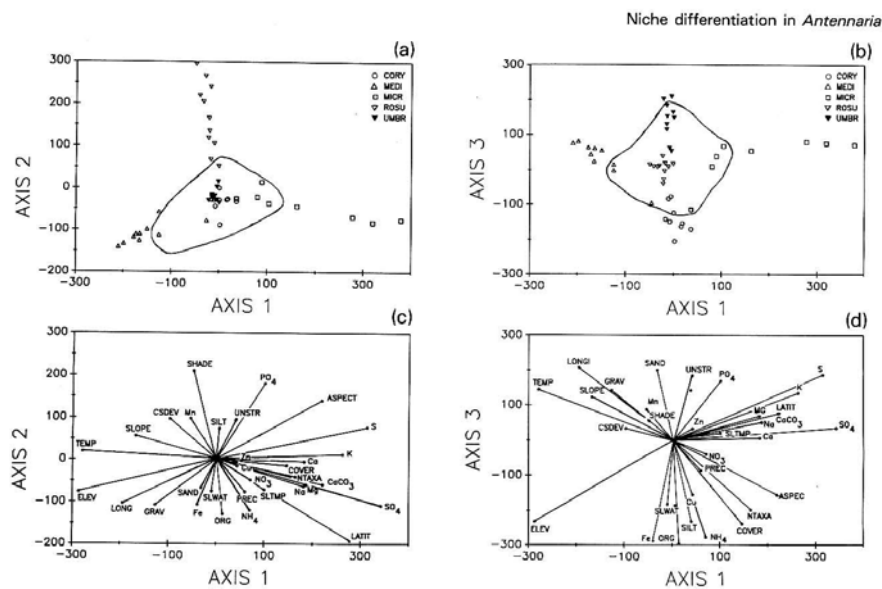 Niche differentiation in Antennaria
(a)
300
200
100
0
−100
−200
AXIS 2
○ CORY
△ MEDI
□ MICR
▽ ROSU
▼ UMBR
−300
−100
100
300
AXIS 1
(b)
300
100
−100
−300
AXIS 3
○ CORY
△ MEDI
□ MICR
▽ ROSU
▼ UMBR
−300
−100
100
300
AXIS 1
(c)
300
200
100
0
−100
−200
AXIS 2
SHADE
PO4
ASPECT
CSDEV
Mn
UNSTR
SILT
SLOPE
S
TEMP
K
Zn
Ca
Cu
COVER
NTAXA
NO3
CaCO3
ELEV
SLTMP
Na
Mg
LONG
GRAV
SAND
SLWAT
PREC
SO4
Fe
ORG
NH4
LATIT
−300
−100
100
300
AXIS 1
(d)
300
100
−100
−300
AXIS 3
LONGI
SAND
UNSTR
PO4
S
TEMP
GRAV
K
SLOPE
Mn
SHADE
MG
LATIT
CSDEV
Zn
Na
CaCO3
SLTMP
SO4
Ca
NO3
PREC
ASPEC
Cu
NTAXA
SLWAT
ELEV
SILT
COVER
Fe
ORG
NH4
−300
−100
100
300
AXIS 1